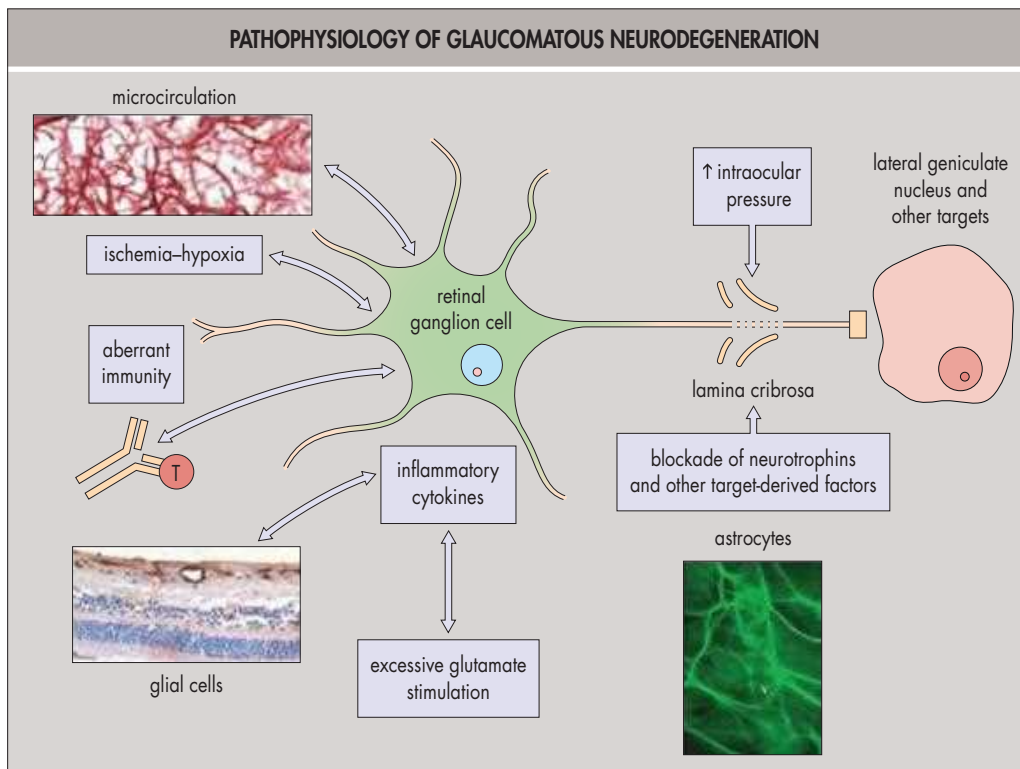 PATHOPHYSIOLOGY OF GLAUCOMATOUS NEURODEGENERATION
microcirculation
ischemia–hypoxia
aberrant
immunity
T
glial cells
retinal
ganglion cell
inflammatory
cytokines
excessive glutamate
stimulation
↑ intraocular
pressure
lamina cribrosa
blockade of neurotrophins
and other target-derived factors
astrocytes
lateral geniculate
nucleus and
other targets